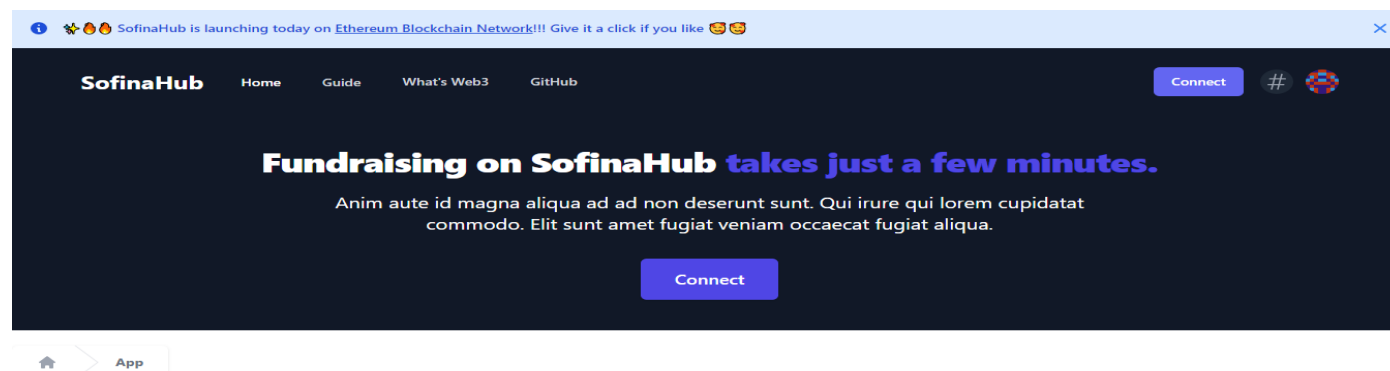 ✨🔥🔥 SofinaHub is launching today on Ethereum Blockchain Network!!! Give it a click if you like 🥰🥰
SofinaHub Home Guide What's Web3 GitHub Connect #
Fundraising on SofinaHub takes just a few minutes.
Anim aute id magna aliqua ad ad non deserunt sunt. Qui irure qui lorem cupidatat
commodo. Elit sunt amet fugiat veniam occaecat fugiat aliqua.
Connect
App